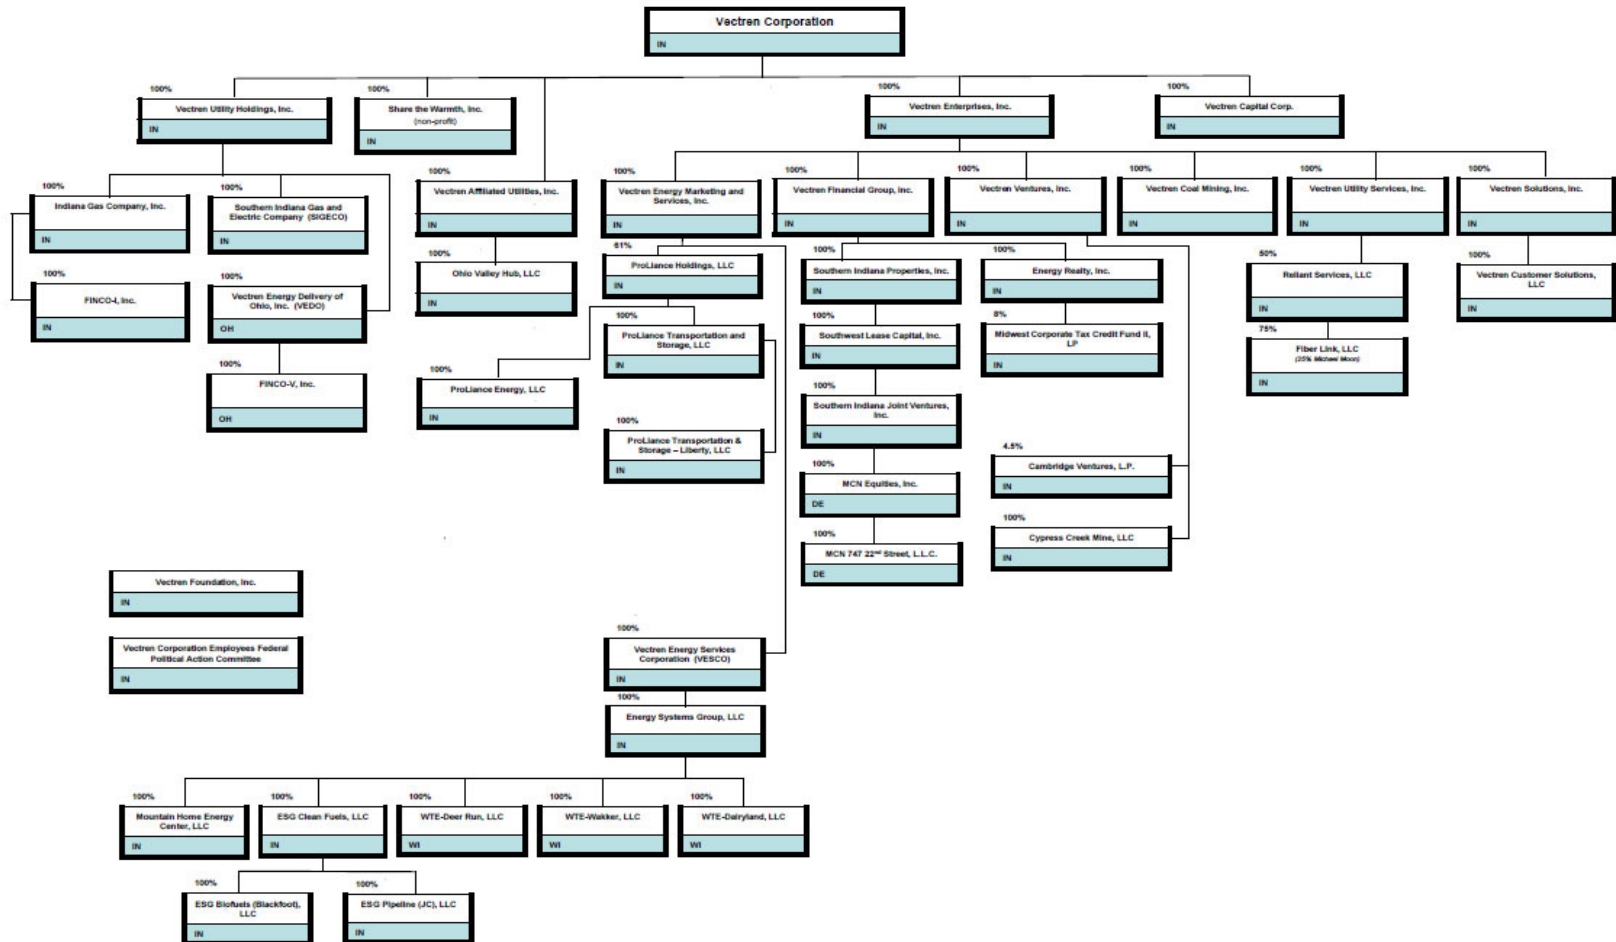 Vectren Corporation
IN
100%
Vectren Utility Holdings, Inc.
IN
100%
Share the Warmth, Inc.
(non-profit)
IN
100%
Vectren Enterprises, Inc.
IN
100%
Vectren Capital Corp.
IN
100%
Indiana Gas Company, Inc.
IN
100%
Southern Indiana Gas and
Electric Company (SIGECO)
IN
100%
Vectren Affiliated Utilities, Inc.
IN
100%
Vectren Energy Marketing and
Services, Inc.
IN
100%
Vectren Financial Group, Inc.
IN
100%
Vectren Ventures, Inc.
IN
100%
Vectren Coal Mining, Inc.
IN
100%
Vectren Utility Services, Inc.
IN
100%
Vectren Solutions, Inc.
IN
100%
FINCO-I, Inc.
IN
100%
Vectren Energy Delivery of
Ohio, Inc. (VEDO)
OH
100%
Ohio Valley Hub, LLC
IN
61%
ProLiance Holdings, LLC
IN
100%
Southern Indiana Properties, Inc.
IN
100%
Energy Realty, Inc.
IN
50%
Reliant Services, LLC
IN
100%
Vectren Customer Solutions,
LLC
IN
100%
FINCO-V, Inc.
OH
100%
ProLiance Energy, LLC
IN
100%
ProLiance Transportation and
Storage, LLC
IN
100%
Southwest Lease Capital, Inc.
IN
8%
Midwest Corporate Tax Credit Fund II,
LP
IN
75%
Fiber Link, LLC
(25% Michael Moon)
IN
100%
ProLiance Transportation &
Storage – Liberty, LLC
IN
100%
Southern Indiana Joint Ventures,
Inc.
IN
100%
MCN Equities, Inc.
DE
4.5%
Cambridge Ventures, L.P.
IN
100%
MCN 747 22nd Street, L.L.C.
DE
100%
Cypress Creek Mine, LLC
IN
Vectren Foundation, Inc.
IN
Vectren Corporation Employees Federal
Political Action Committee
IN
100%
Vectren Energy Services
Corporation (VESCO)
IN
100%
Energy Systems Group, LLC
IN
100%
Mountain Home Energy
Center, LLC
IN
100%
ESG Clean Fuels, LLC
IN
100%
WTE-Deer Run, LLC
WI
100%
WTE-Wakker, LLC
WI
100%
WTE-Dairyland, LLC
WI
100%
ESG Biofuels (Blackfoot),
LLC
IN
100%
ESG Pipeline (JC), LLC
IN